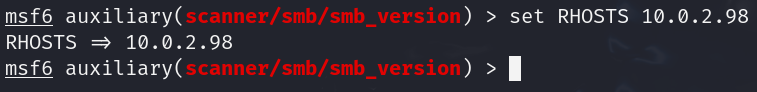 msf6 auxiliary(scanner/smb/smb_version) > set RHOSTS 10.0.2.98
RHOSTS => 10.0.2.98
msf6 auxiliary(scanner/smb/smb_version) >